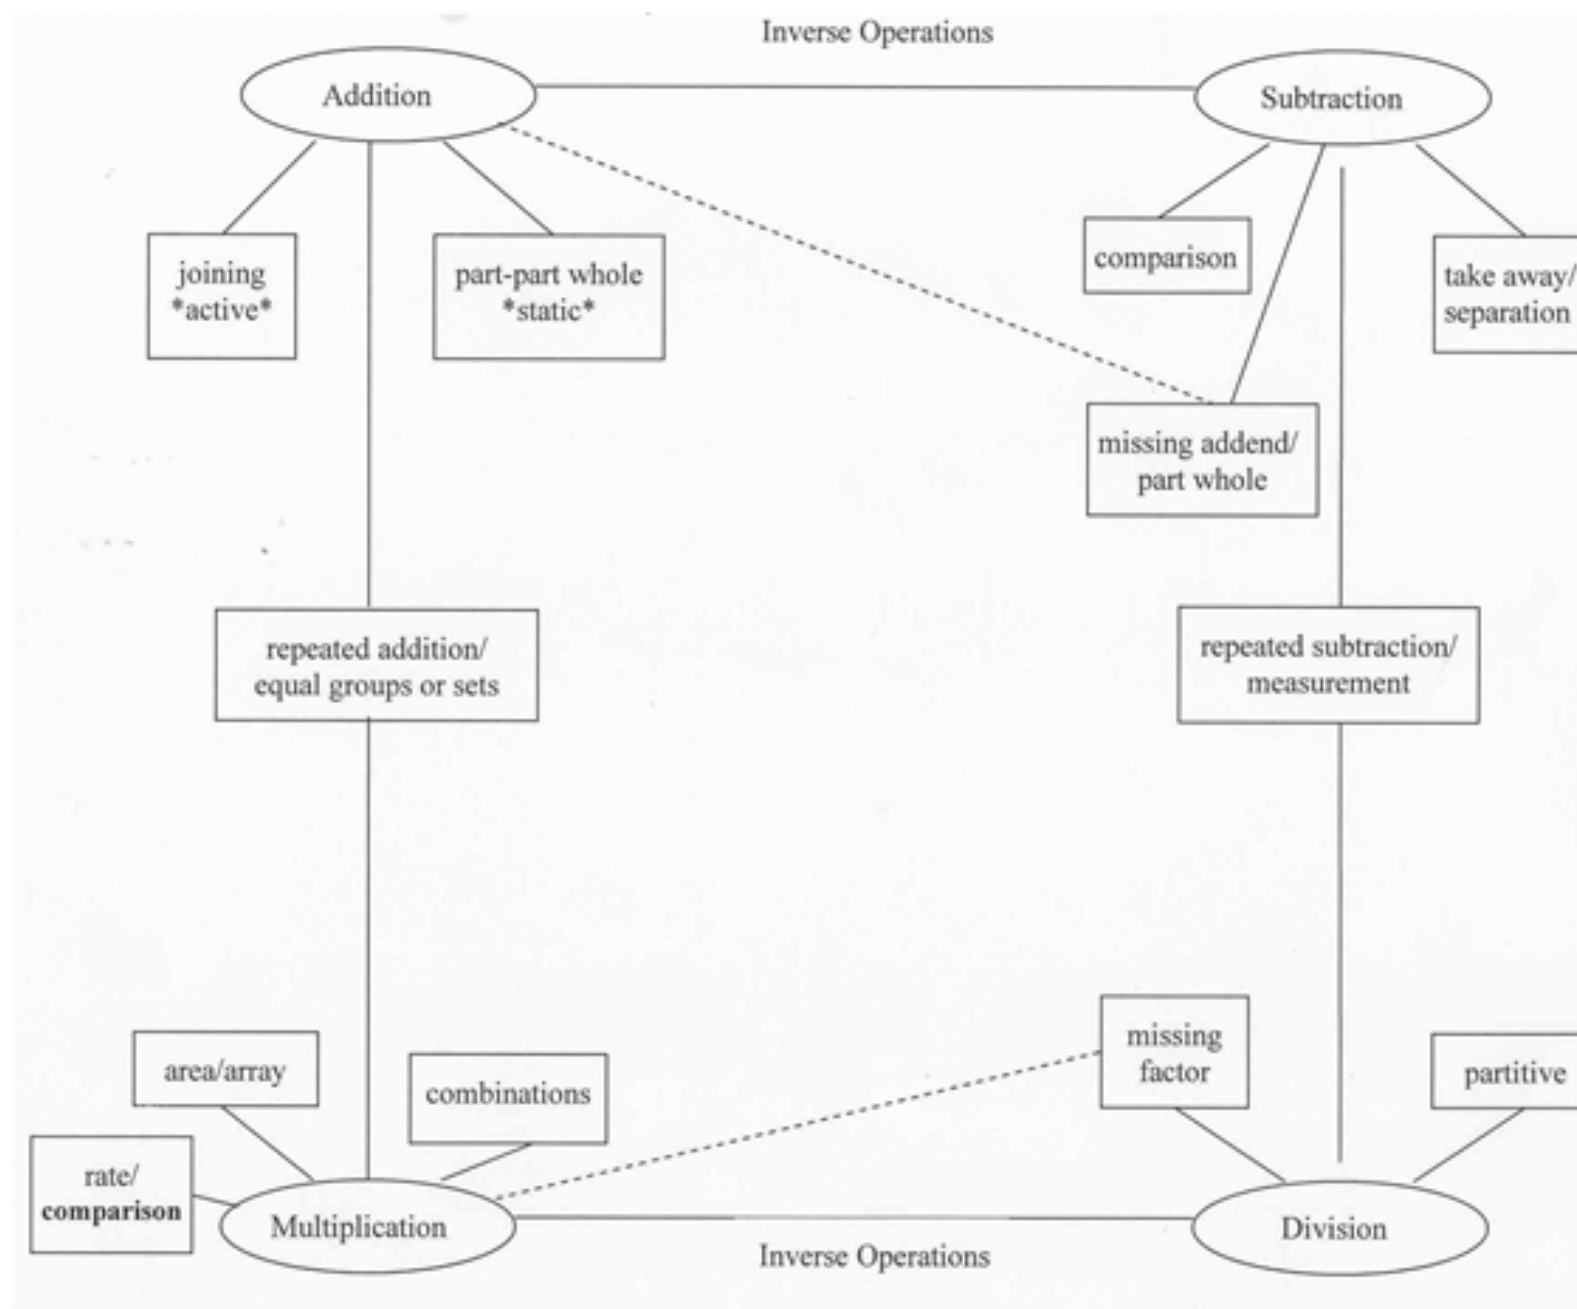 Inverse Operations
Addition
Subtraction
joining
*active*
part-part whole
*static*
comparison
take away/
separation
missing addend/
part whole
repeated addition/
equal groups or sets
repeated subtraction/
measurement
area/array
combinations
missing
factor
partitive
rate/
comparison
Multiplication
Division
Inverse Operations